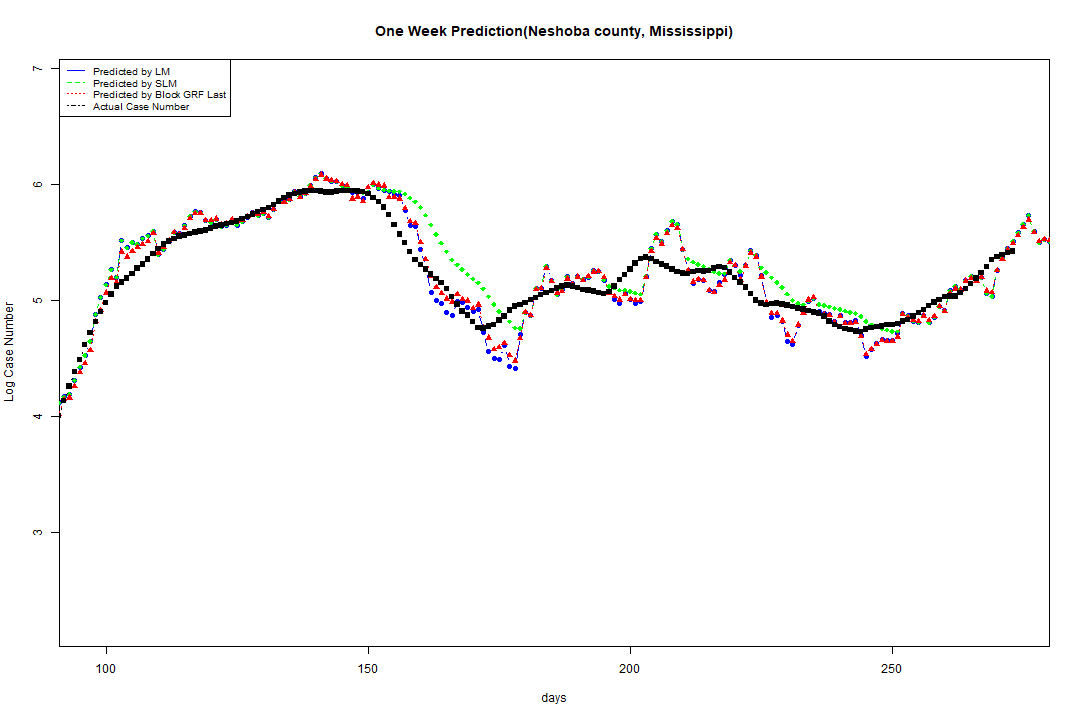 One Week Prediction(Neshoba county, Mississippi)
Predicted by LM
Predicted by SLM
Predicted by Block GRF Last
Actual Case Number
7
6
5
4
3
Log Case Number
100 150 200 250
days